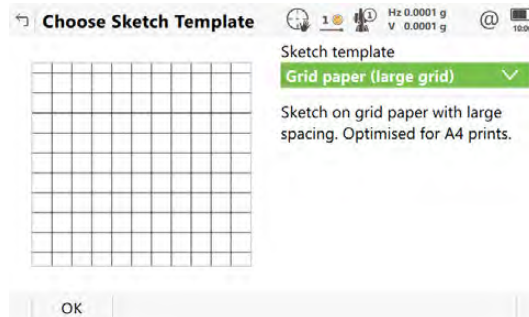 Choose Sketch Template
1
1
Hz 0.0001 g
V 0.0001 g
@
Sketch template
Grid paper (large grid)
Sketch on grid paper with large
spacing. Optimised for A4 prints.
OK